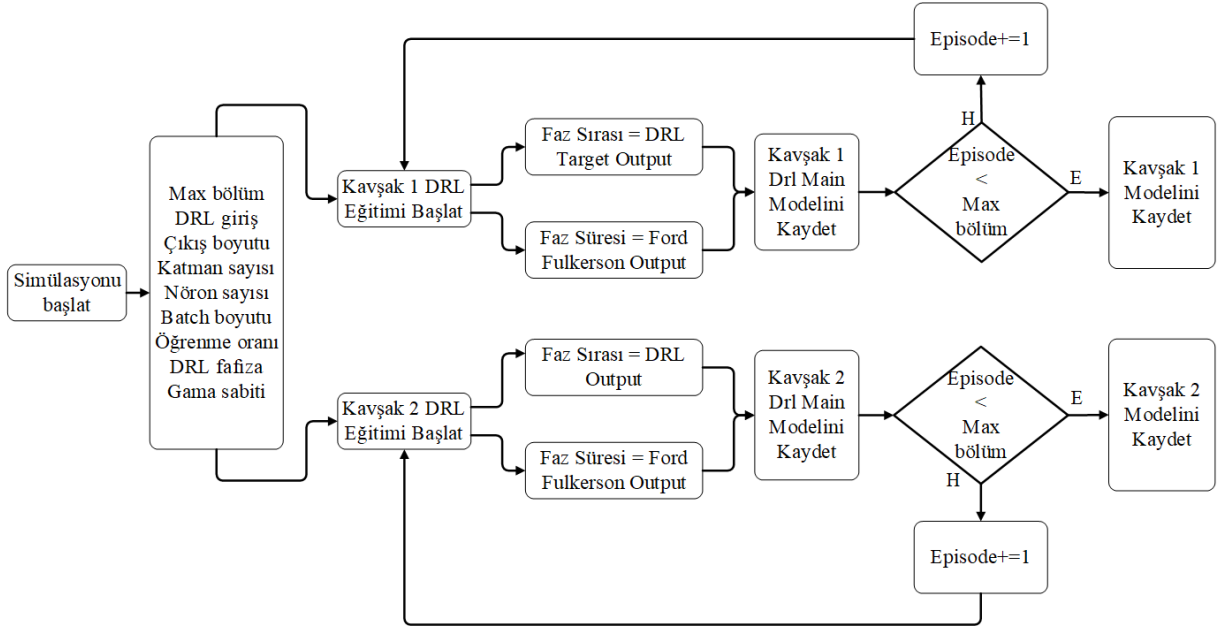 Simülasyonu
başlat
Max bölüm
DRL giriş
Çıkış boyutu
Katman sayısı
Nöron sayısı
Batch boyutu
Öğrenme oranı
DRL fafiza
Gama sabiti
Kavşak 1 DRL
Eğitimi Başlat
Faz Sırası = DRL
Target Output
Faz Süresi = Ford
Fulkerson Output
Kavşak 1
Drl Main
Modelini
Kaydet
Episode
<
Max
bölüm
H
Episode+=1
E
Kavşak 1
Modelini
Kaydet
Kavşak 2 DRL
Eğitimi Başlat
Faz Sırası = DRL
Output
Faz Süresi = Ford
Fulkerson Output
Kavşak 2
Drl Main
Modelini
Kaydet
Episode
<
Max
bölüm
H
Episode+=1
E
Kavşak 2
Modelini
Kaydet